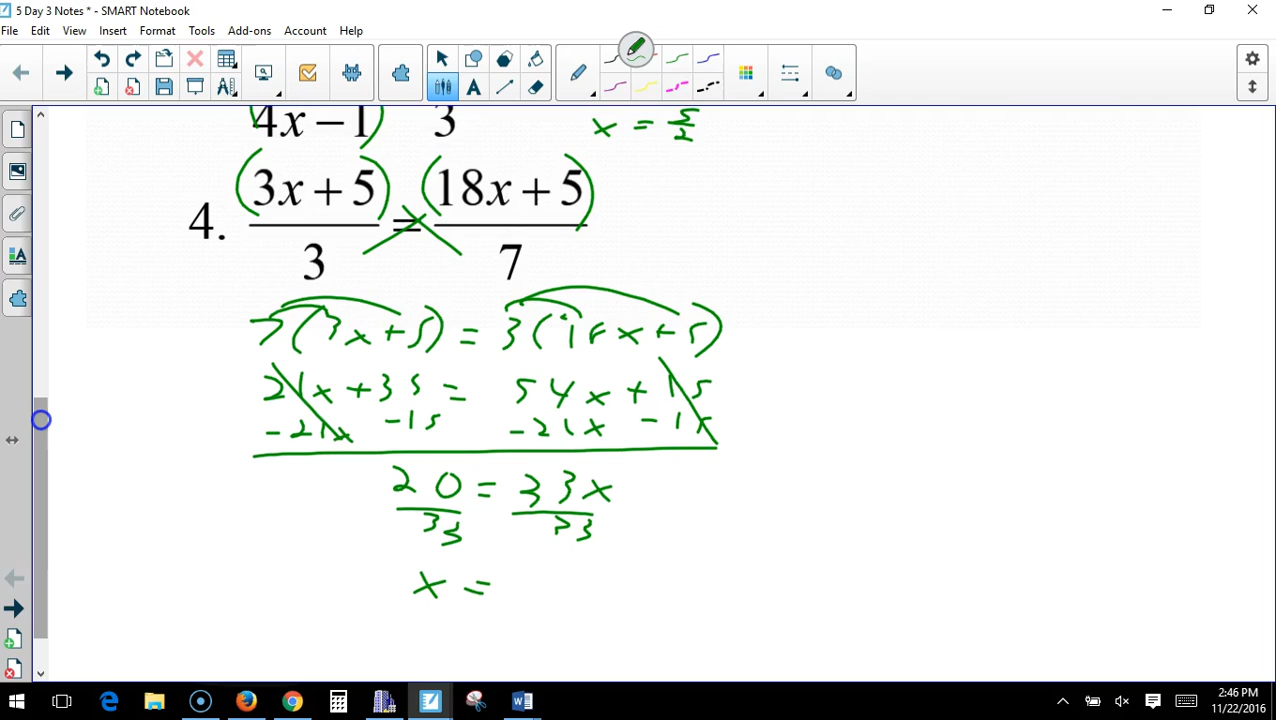 5 Day 3 Notes * - SMART Notebook
File Edit View Insert Format Tools Add-ons Account Help
4x − 1) 3
x = 5/2
4. (3x + 5)/3 = (18x + 5)/7
7(3x+5) = 3(18x+5)
21x + 35 = 54x + 15
-21x -15 -21x -15
20 = 33x
33 33
x =
2:46 PM
11/22/2016